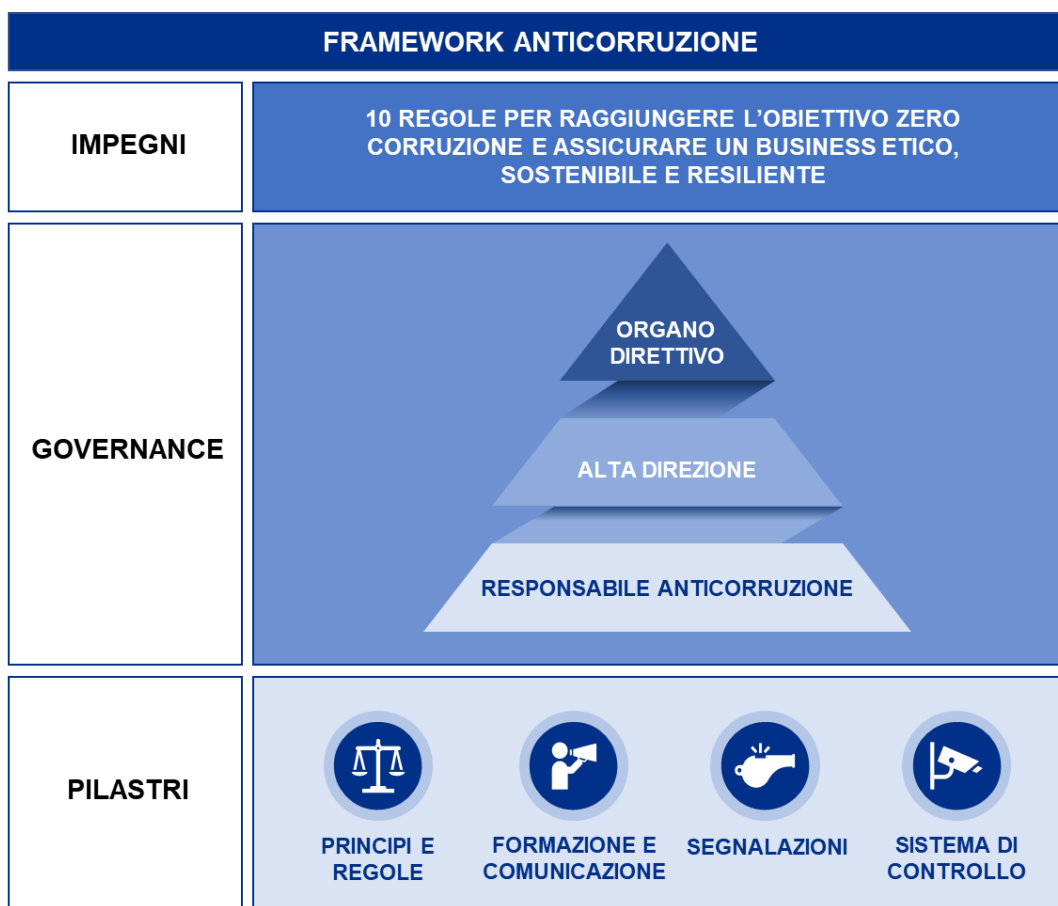 FRAMEWORK ANTICORRUZIONE
IMPEGNI
10 REGOLE PER RAGGIUNGERE L'OBIETTIVO ZERO
CORRUZIONE E ASSICURARE UN BUSINESS ETICO,
SOSTENIBILE E RESILIENTE
GOVERNANCE
ORGANO
DIRETTIVO
ALTA DIREZIONE
RESPONSABILE ANTICORRUZIONE
PILASTRI
PRINCIPI E
REGOLE
FORMAZIONE E
COMUNICAZIONE
SEGNALAZIONI
SISTEMA DI
CONTROLLO